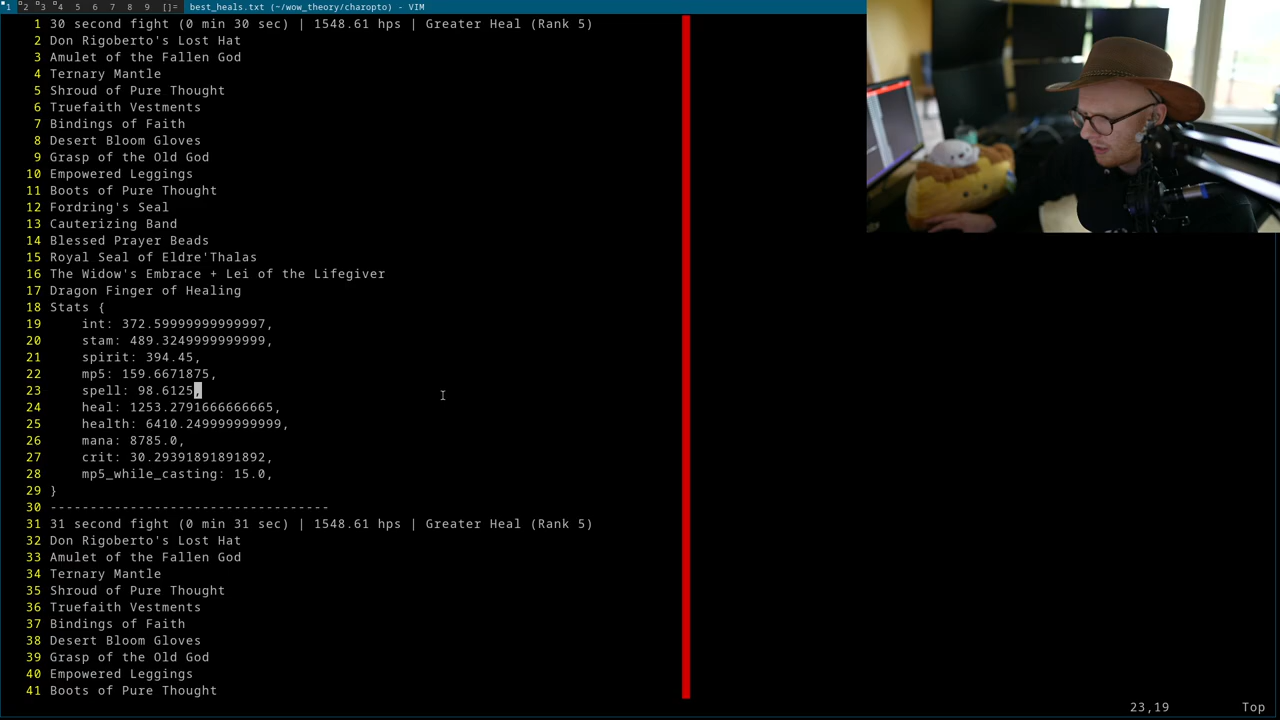 1 2 3 4 5 6 7 8 9 []= best_heals.txt (~/wow_theory/charopto) - VIM
1 30 second fight (0 min 30 sec) | 1548.61 hps | Greater Heal (Rank 5)
2 Don Rigoberto's Lost Hat
3 Amulet of the Fallen God
4 Ternary Mantle
5 Shroud of Pure Thought
6 Truefaith Vestments
7 Bindings of Faith
8 Desert Bloom Gloves
9 Grasp of the Old God
10 Empowered Leggings
11 Boots of Pure Thought
12 Fordring's Seal
13 Cauterizing Band
14 Blessed Prayer Beads
15 Royal Seal of Eldre'Thalas
16 The Widow's Embrace + Lei of the Lifegiver
17 Dragon Finger of Healing
18 Stats {
19     int: 372.59999999999997,
20     stam: 489.3249999999999,
21     spirit: 394.45,
22     mp5: 159.6671875,
23     spell: 98.6125,
24     heal: 1253.2791666666665,
25     health: 6410.249999999999,
26     mana: 8785.0,
27     crit: 30.29391891891892,
28     mp5_while_casting: 15.0,
29 }
30 -----------------------------------
31 31 second fight (0 min 31 sec) | 1548.61 hps | Greater Heal (Rank 5)
32 Don Rigoberto's Lost Hat
33 Amulet of the Fallen God
34 Ternary Mantle
35 Shroud of Pure Thought
36 Truefaith Vestments
37 Bindings of Faith
38 Desert Bloom Gloves
39 Grasp of the Old God
40 Empowered Leggings
41 Boots of Pure Thought
23,19 Top